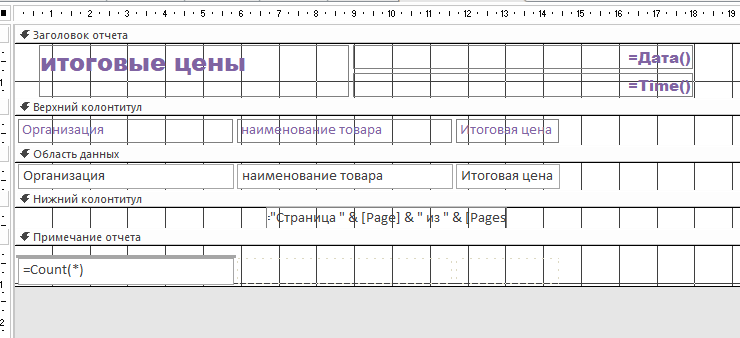 1 2 3 4 5 6 7 8 9 10 11 12 13 14 15 16 17 18 19
Заголовок отчета
итоговые цены
=Дата()
1
=Time()
Верхний колонтитул
Организация наименование товара Итоговая цена
Область данных
Организация наименование товара Итоговая цена
Нижний колонтитул
="Страница " & [Page] & " из " & [Pages
Примечание отчета
=Count(*)
1
2